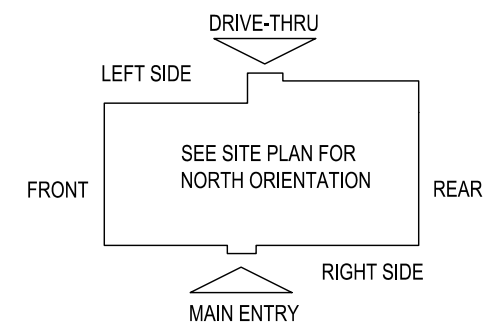 DRIVE-THRU
LEFT SIDE
SEE SITE PLAN FOR
NORTH ORIENTATION
FRONT
REAR
RIGHT SIDE
MAIN ENTRY